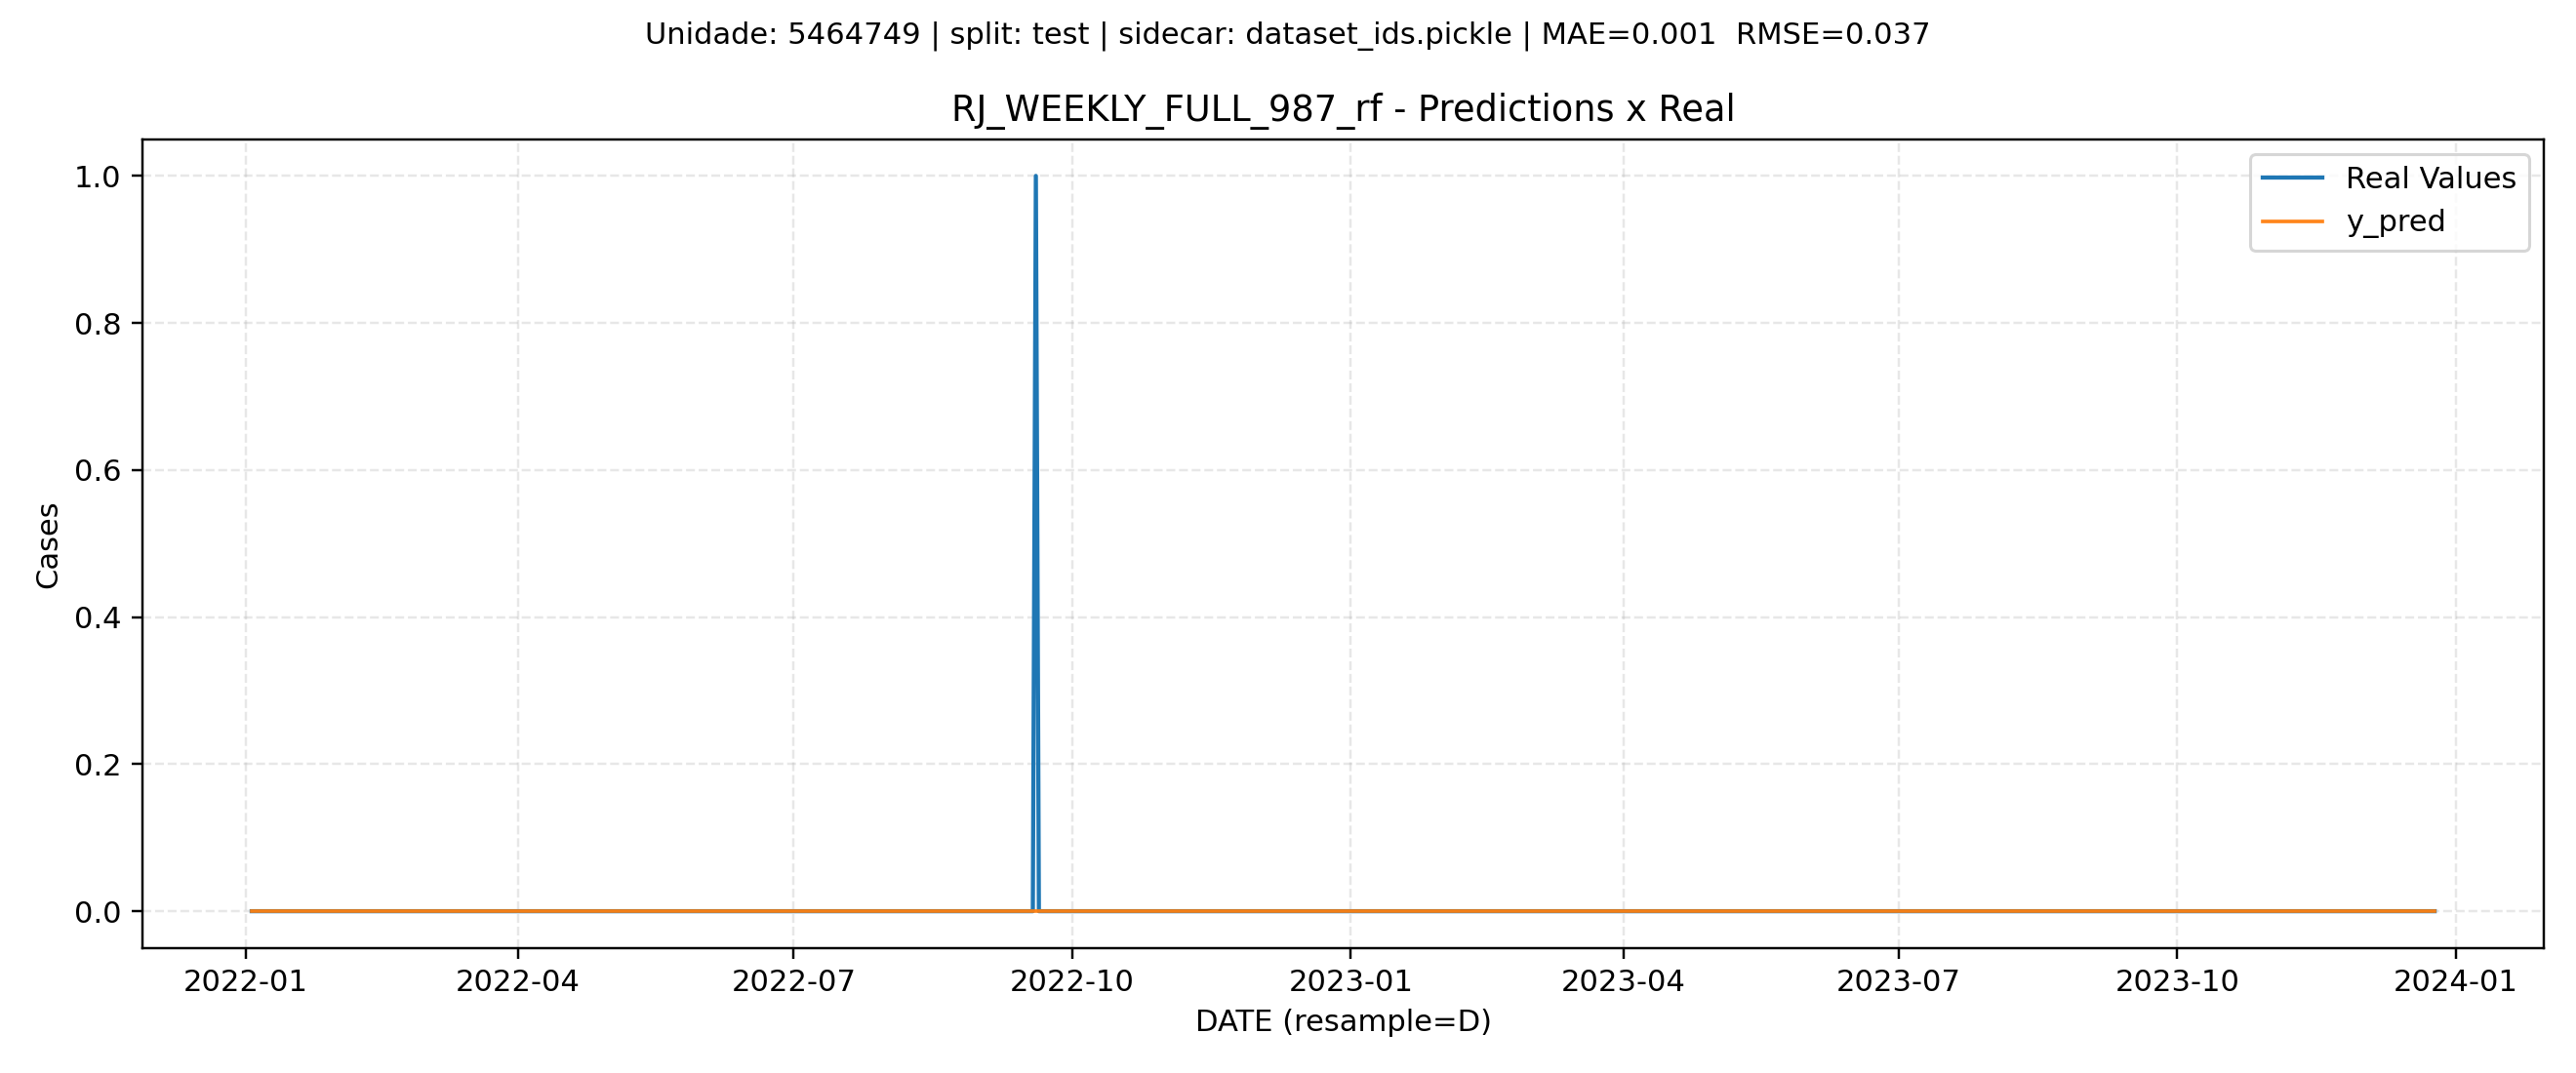 Unidade: 5464749 | split: test | sidecar: dataset_ids.pickle | MAE=0.001  RMSE=0.037
RJ_WEEKLY_FULL_987_rf - Predictions x Real
Real Values
y_pred
1.0
0.8
0.6
0.4
0.2
0.0
Cases
2022-01 2022-04 2022-07 2022-10 2023-01 2023-04 2023-07 2023-10 2024-01
DATE (resample=D)